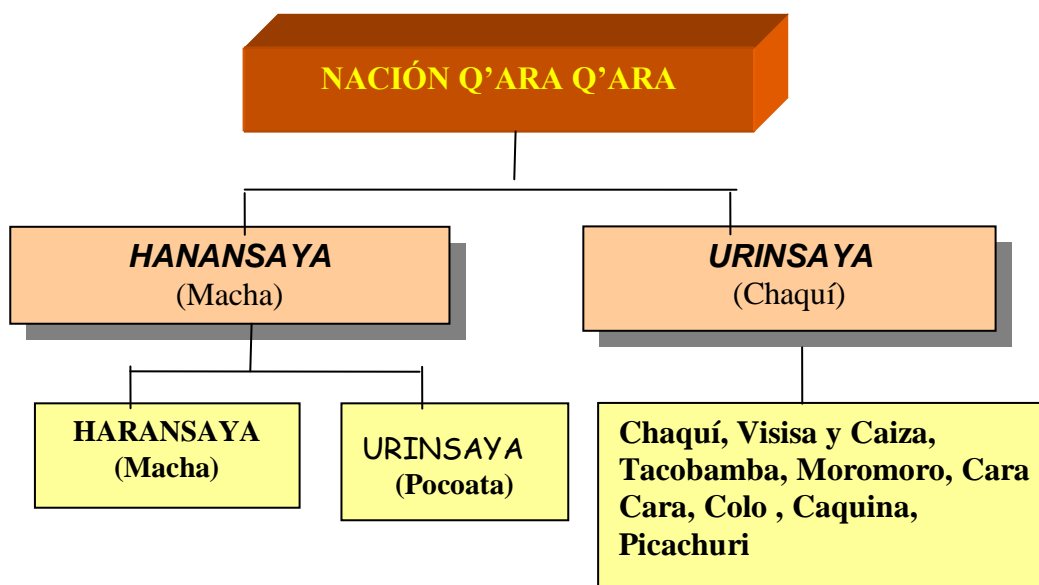 NACIÓN Q’ARA Q’ARA
HANANSAYA
(Macha)
URINSAYA
(Chaquí)
HARANSAYA
(Macha)
URINSAYA
(Pocoata)
Chaquí, Visisa y Caiza,
Tacobamba, Moromoro, Cara
Cara, Colo , Caquina,
Picachuri